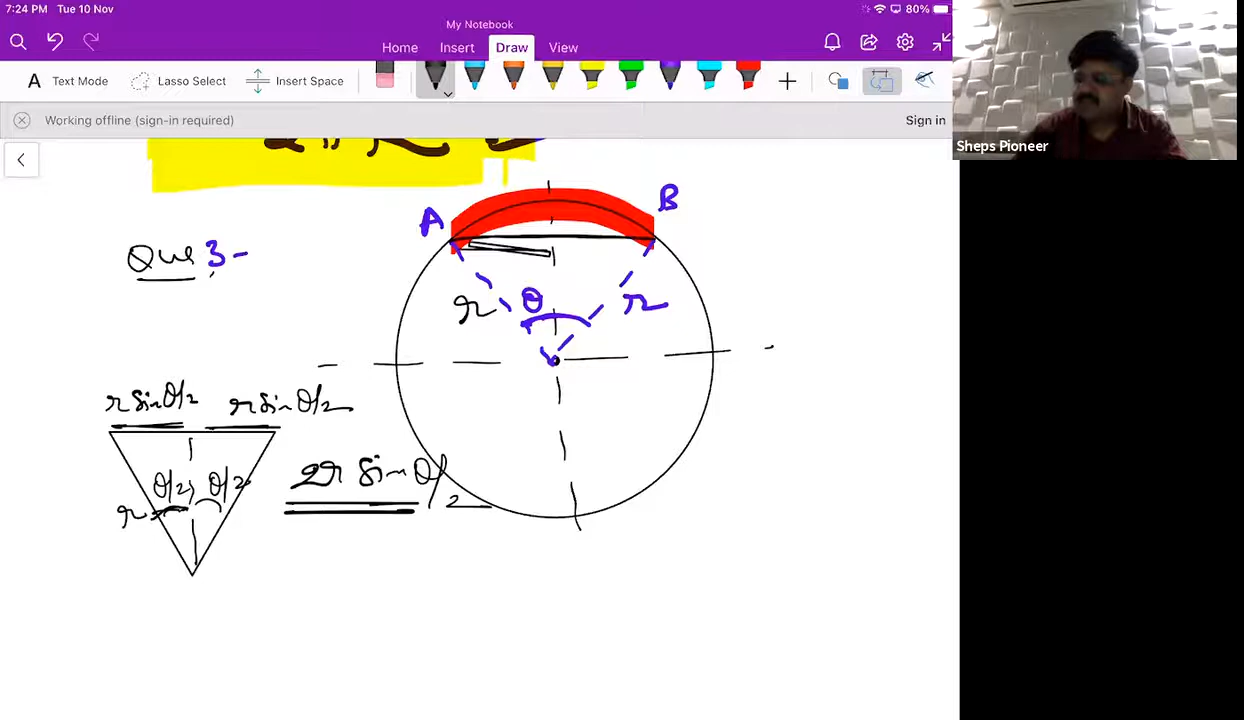 7:24 PM Tue 10 Nov
80%
My Notebook
Home Insert Draw View
Text Mode Lasso Select Insert Space
Working offline (sign-in required)
Sign in
Sheps Pioneer
A B
Que 3-
r θ r
r sin θ/2 r sin θ/2
θ/2 θ/2
r
2r sin θ/2